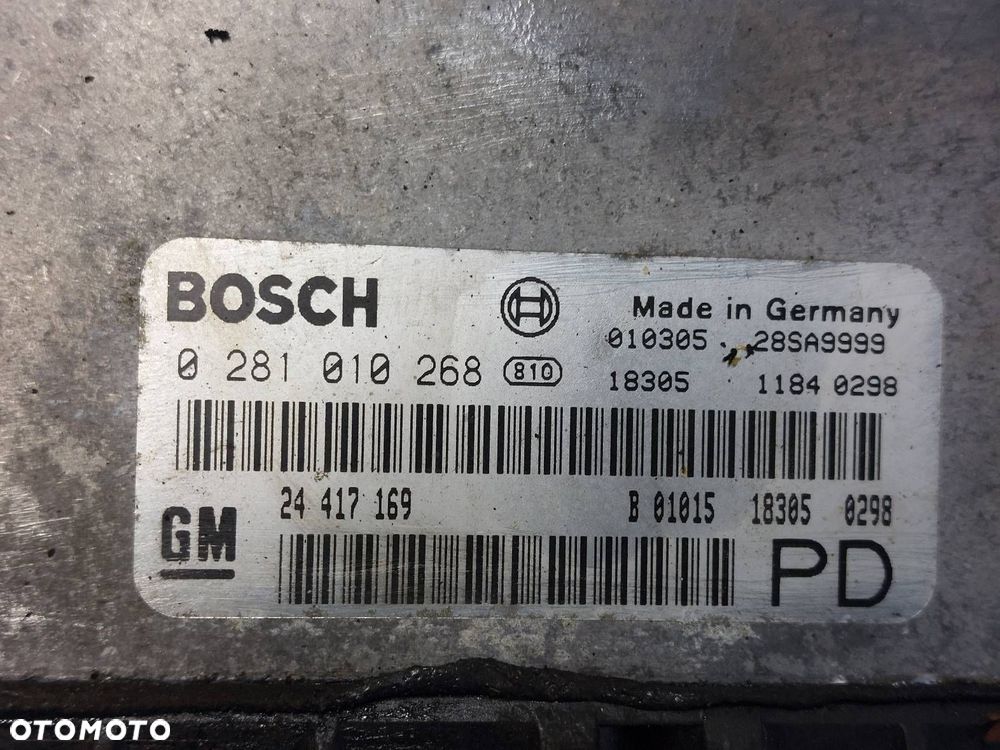 BOSCH Made in Germany
010305 28SA9999
0 281 010 268 810
18305 1184 0298
24 417 169 B 01015 18305 0298
GM PD
OTOMOTO